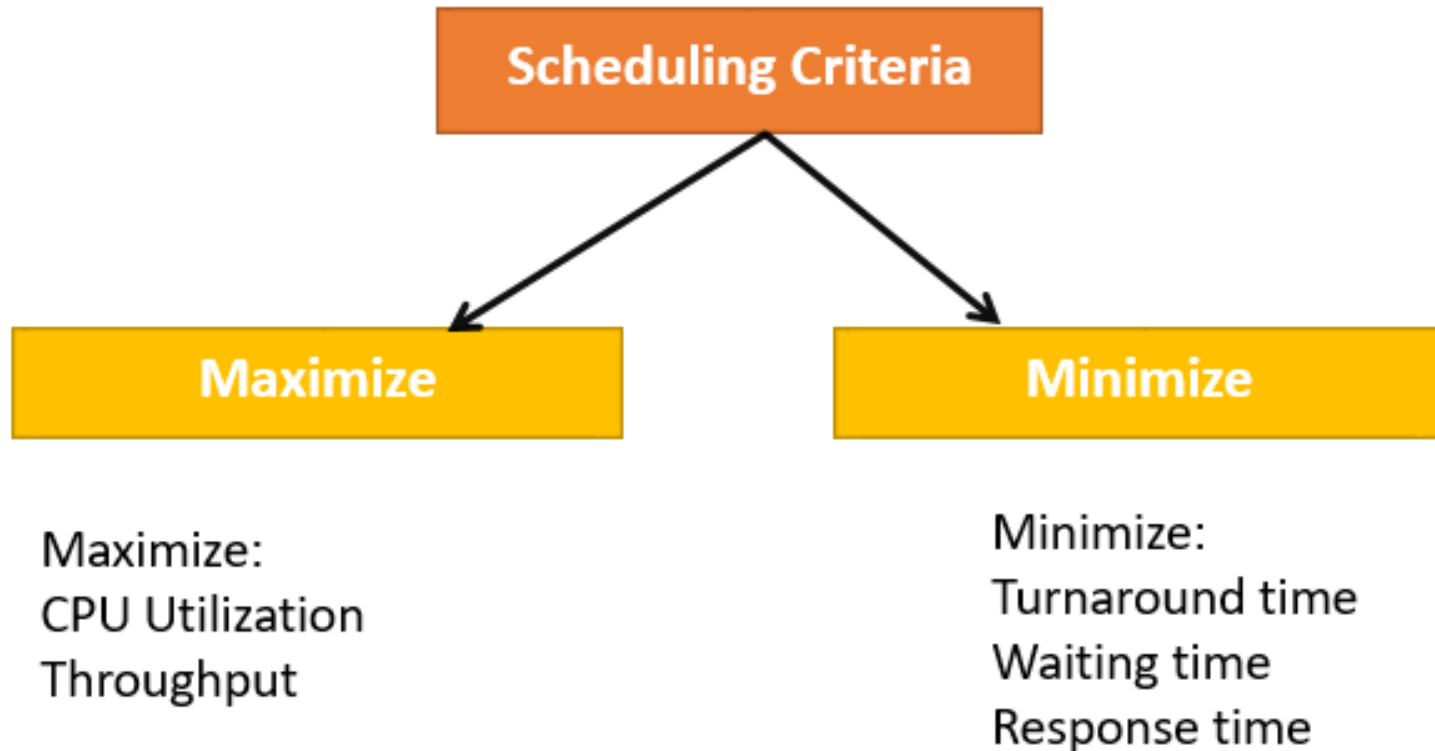 Scheduling Criteria
Maximize
Minimize
Maximize:
CPU Utilization
Throughput
Minimize:
Turnaround time
Waiting time
Response time